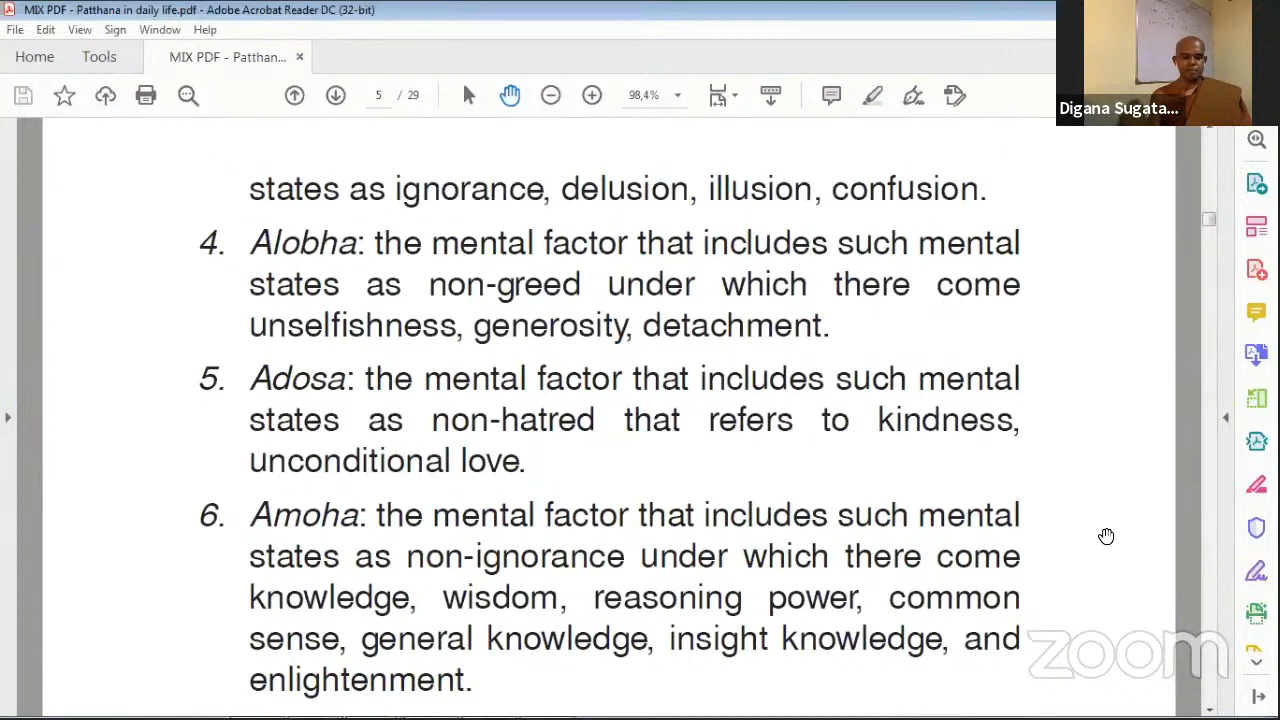 MIX PDF - Patthana in daily life.pdf - Adobe Acrobat Reader DC (32-bit)
File Edit View Sign Window Help
Home Tools MIX PDF - Patthan... ×
5 / 29 98,4%
Digana Sugata...
states as ignorance, delusion, illusion, confusion.
4. Alobha: the mental factor that includes such mental
states as non-greed under which there come
unselfishness, generosity, detachment.
5. Adosa: the mental factor that includes such mental
states as non-hatred that refers to kindness,
unconditional love.
6. Amoha: the mental factor that includes such mental
states as non-ignorance under which there come
knowledge, wisdom, reasoning power, common
sense, general knowledge, insight knowledge, and
enlightenment.
zoom